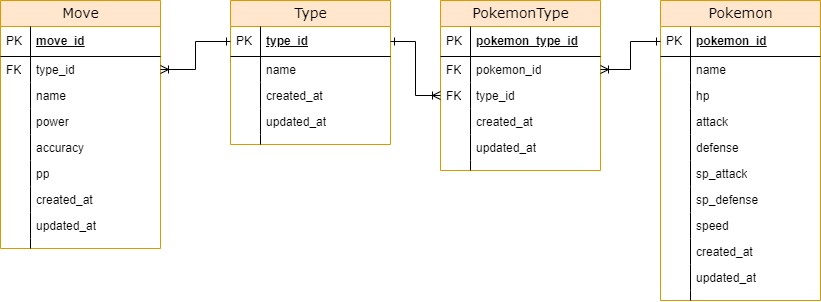 Move
PK move_id
FK type_id
name
power
accuracy
pp
created_at
updated_at
Type
PK type_id
name
created_at
updated_at
PokemonType
PK pokemon_type_id
FK pokemon_id
FK type_id
created_at
updated_at
Pokemon
PK pokemon_id
name
hp
attack
defense
sp_attack
sp_defense
speed
created_at
updated_at